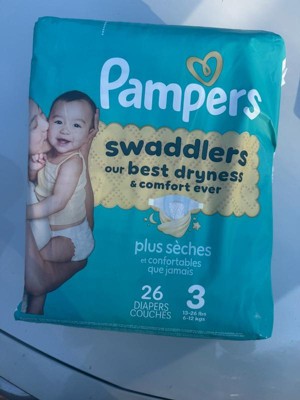 Pampers
swaddlers
our best dryness
& comfort ever
plus sèches
et confortables
que jamais
26
DIAPERS
COUCHES
3